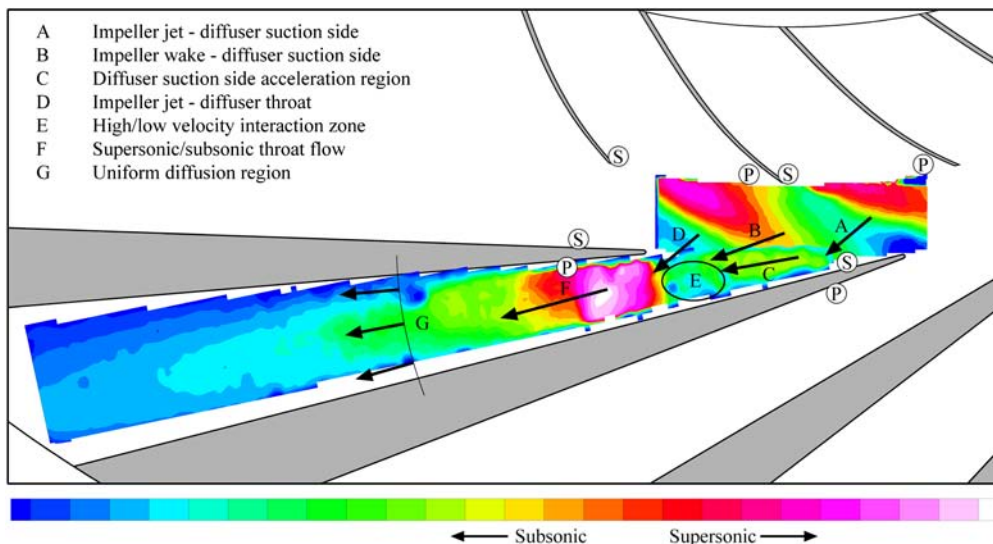 A Impeller jet - diffuser suction side
B Impeller wake - diffuser suction side
C Diffuser suction side acceleration region
D Impeller jet - diffuser throat
E High/low velocity interaction zone
F Supersonic/subsonic throat flow
G Uniform diffusion region
S
P S P
A
B
D
S
C S
P
E
P
F
G
Subsonic Supersonic